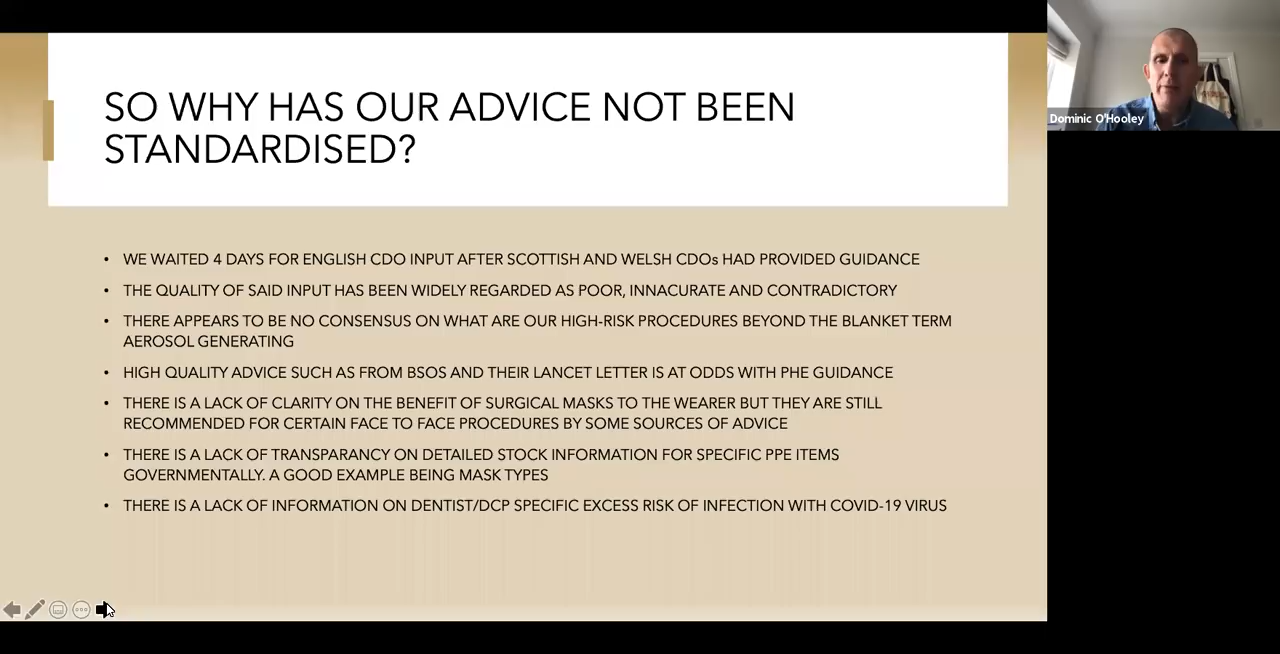 SO WHY HAS OUR ADVICE NOT BEEN
STANDARDISED?
Dominic O'Hooley
• WE WAITED 4 DAYS FOR ENGLISH CDO INPUT AFTER SCOTTISH AND WELSH CDOs HAD PROVIDED GUIDANCE
• THE QUALITY OF SAID INPUT HAS BEEN WIDELY REGARDED AS POOR, INNACURATE AND CONTRADICTORY
• THERE APPEARS TO BE NO CONSENSUS ON WHAT ARE OUR HIGH-RISK PROCEDURES BEYOND THE BLANKET TERM
AEROSOL GENERATING
• HIGH QUALITY ADVICE SUCH AS FROM BSOS AND THEIR LANCET LETTER IS AT ODDS WITH PHE GUIDANCE
• THERE IS A LACK OF CLARITY ON THE BENEFIT OF SURGICAL MASKS TO THE WEARER BUT THEY ARE STILL
RECOMMENDED FOR CERTAIN FACE TO FACE PROCEDURES BY SOME SOURCES OF ADVICE
• THERE IS A LACK OF TRANSPARANCY ON DETAILED STOCK INFORMATION FOR SPECIFIC PPE ITEMS
GOVERNMENTALLY. A GOOD EXAMPLE BEING MASK TYPES
• THERE IS A LACK OF INFORMATION ON DENTIST/DCP SPECIFIC EXCESS RISK OF INFECTION WITH COVID-19 VIRUS